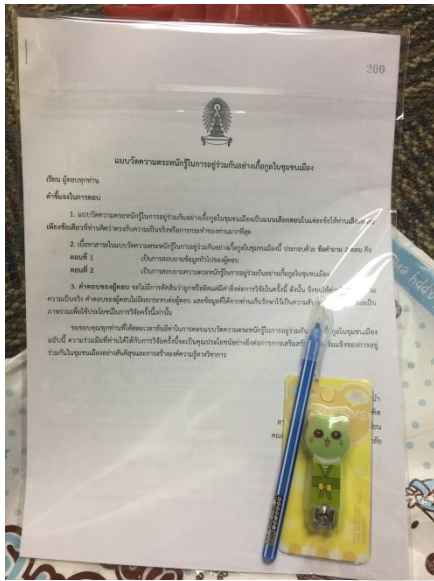 200
แบบวัดความตระหนักรู้ในการอยู่ร่วมกันอย่างเกื้อกูลในชุมชนเมือง
เรียน ผู้ตอบทุกท่าน
คำชี้แจงในการตอบ
1. แบบวัดความตระหนักรู้ในการอยู่ร่วมกันอย่างเกื้อกูลในชุมชนเมืองเป็นแบบเลือกตอบในแต่ละข้อให้ท่านเลือกตอบ
เพียงข้อเดียวที่ท่านคิดว่าตรงกับความเป็นจริงหรือการกระทำของท่านมากที่สุด
2. เนื้อหาสาระในแบบวัดความตระหนักรู้ในการอยู่ร่วมกันอย่างเกื้อกูลในชุมชนเมืองนี้ ประกอบด้วย ข้อคำถาม 2 ตอน คือ
ตอนที่ 1 เป็นการสอบถามข้อมูลทั่วไปของผู้ตอบ
ตอนที่ 2 เป็นการสอบถามความตระหนักรู้ในการอยู่ร่วมกันอย่างเกื้อกูลในชุมชนเมือง
3. คำตอบของผู้ตอบ จะไม่มีการตัดสินว่าถูกหรือผิดแต่มีค่ายิ่งต่อการวิจัยในครั้งนี้ ดังนั้น จึงขอให้ท่าน
ความเป็นจริง คำตอบของผู้ตอบไม่มีผลกระทบต่อผู้ตอบ และข้อมูลที่ได้จากท่านเก็บรักษาไว้เป็นความลับ
ภาพรวมเพื่อใช้ประโยชน์ในการวิจัยครั้งนี้เท่านั้น
ขอขอบคุณทุกท่านที่ได้สละเวลาอันมีค่าในการตอบแบบวัดความตระหนักรู้ในการอยู่ร่วมกัน เกื้อกูลในชุมชนเมือง
ฉบับนี้ ความร่วมมือที่ท่านได้ให้กับการวิจัยครั้งนี้จะเป็นคุณประโยชน์อย่างยิ่งต่อการการเสริมสร้าง เข้มแข็งของการอยู่
ร่วมกันในชุมชนเมืองอย่างสันติสุขและการสร้างองค์ความรู้ทางวิชาการ